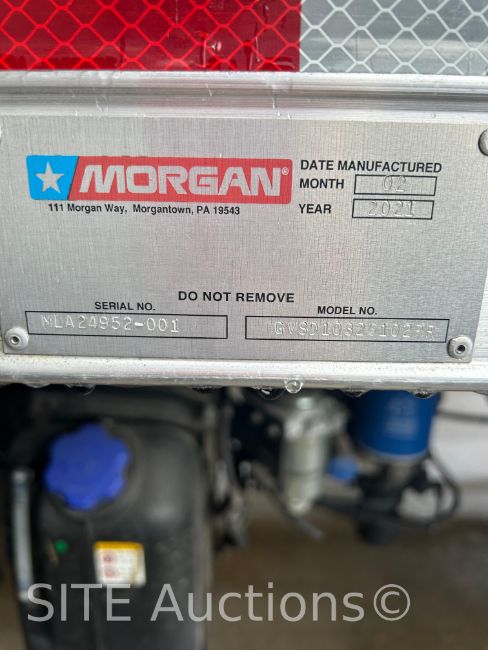 MORGAN®
111 Morgan Way, Morgantown, PA 19543
DATE MANUFACTURED
MONTH 02
YEAR 2021
DO NOT REMOVE
SERIAL NO.
MLA24952-001
MODEL NO.
SITE Auctions©